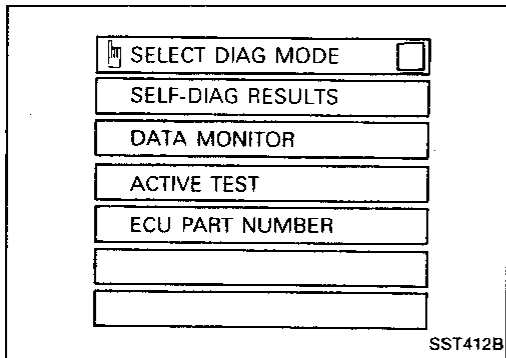 SELECT DIAG MODE
SELF-DIAG RESULTS
DATA MONITOR
ACTIVE TEST
ECU PART NUMBER
SST412B